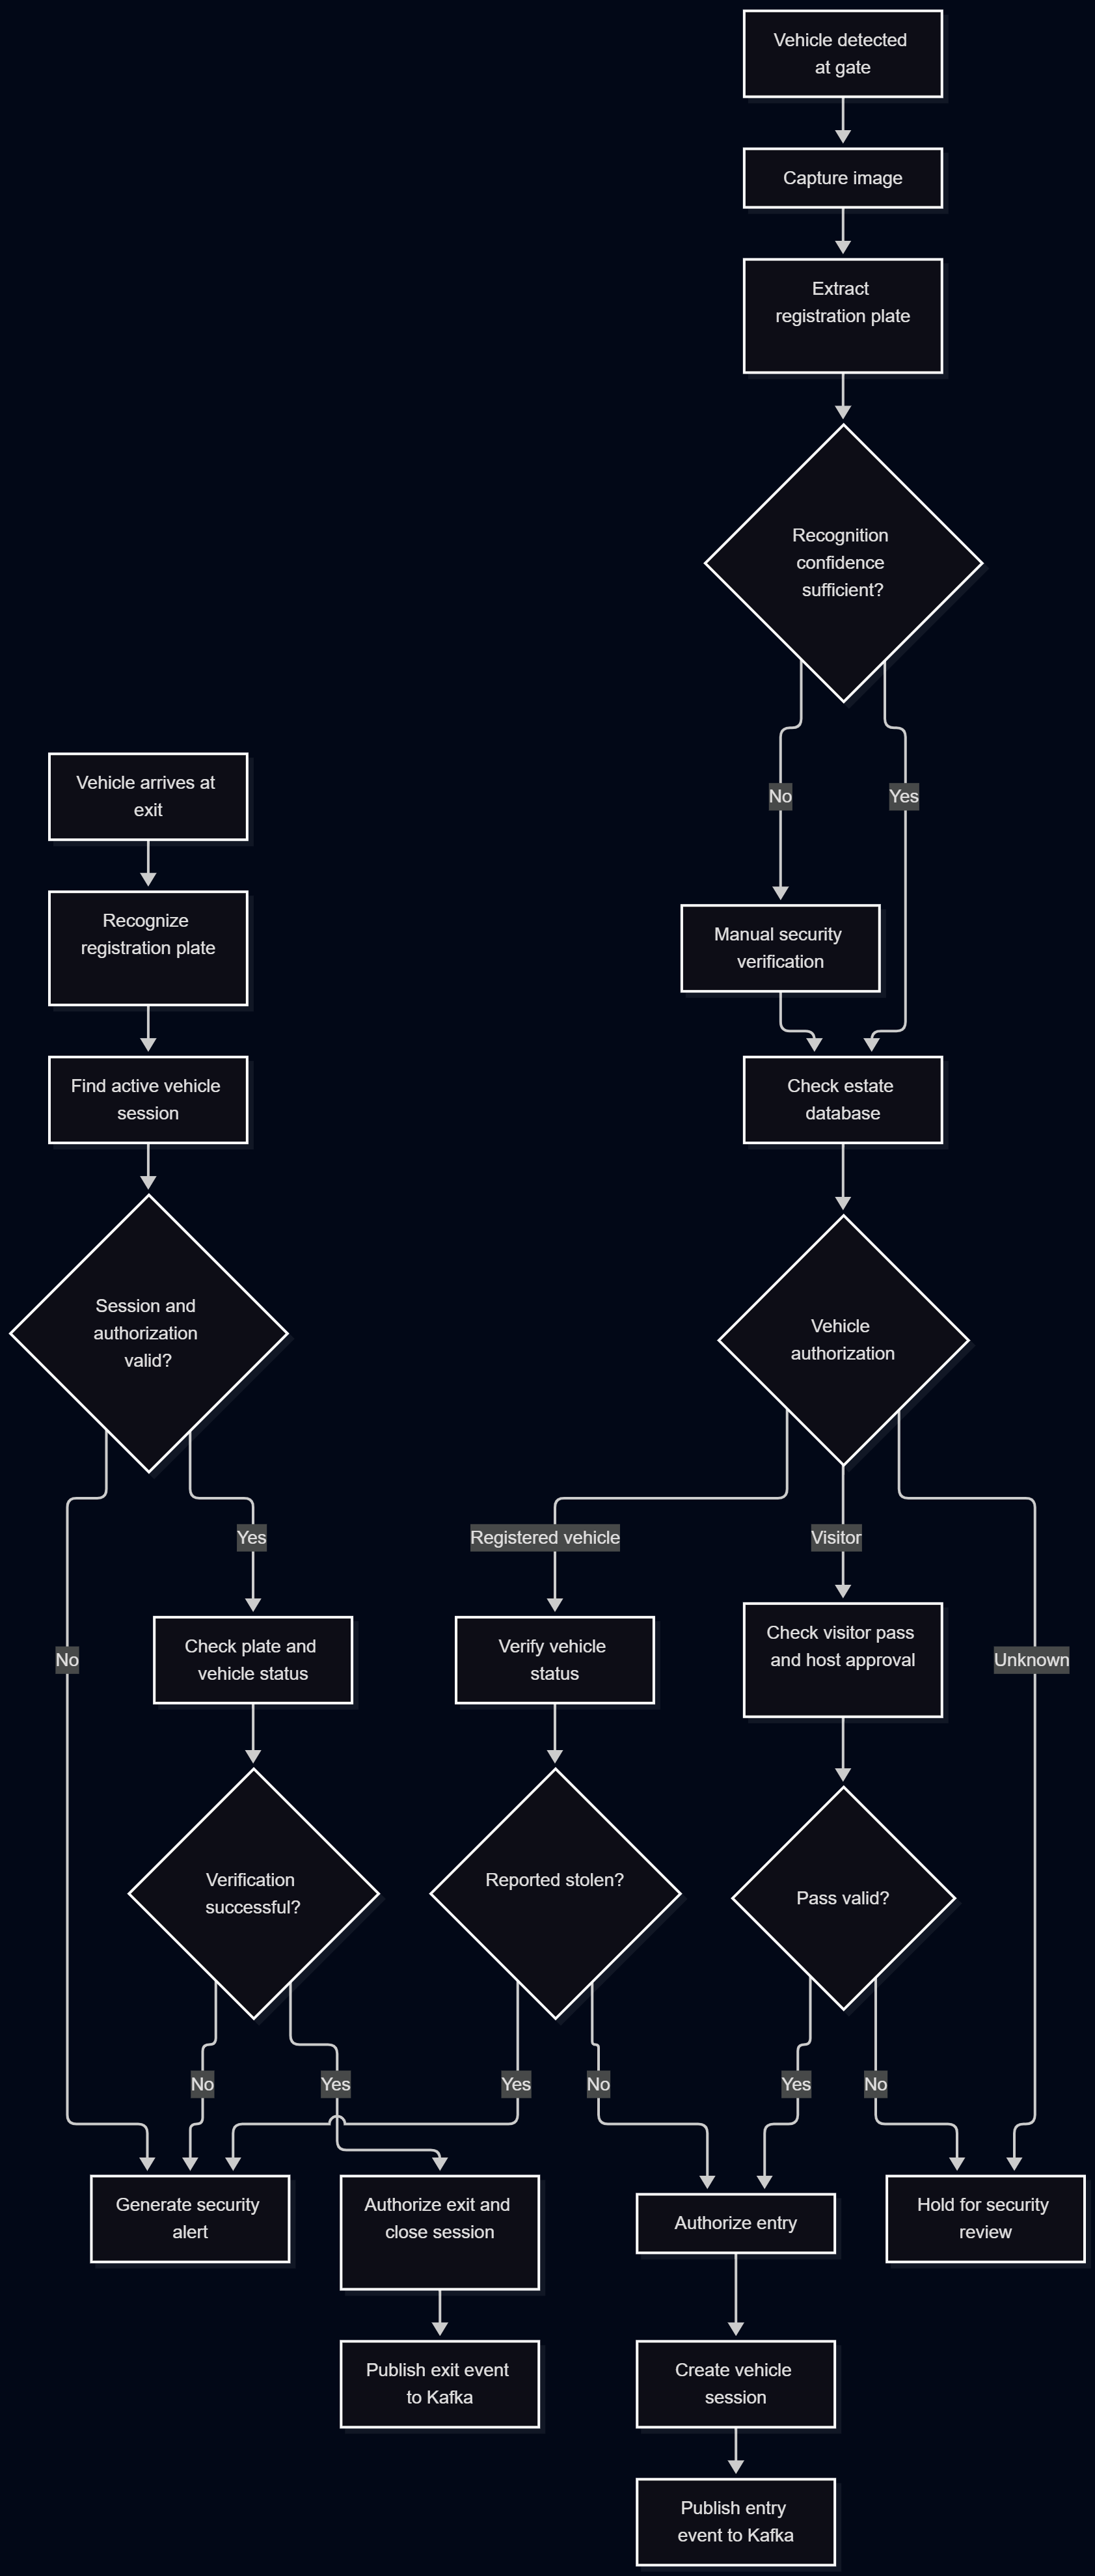 Vehicle detected
at gate
Capture image
Extract
registration plate
Recognition
confidence
sufficient?
No
Yes
Manual security
verification
Check estate
database
Vehicle
authorization
Registered vehicle
Visitor
Unknown
Verify vehicle
status
Check visitor pass
and host approval
Reported stolen?
Pass valid?
Yes
No
Yes
No
Authorize entry
Hold for security
review
Create vehicle
session
Publish entry
event to Kafka
Vehicle arrives at
exit
Recognize
registration plate
Find active vehicle
session
Session and
authorization
valid?
No
Yes
Check plate and
vehicle status
Verification
successful?
No
Yes
Generate security
alert
Authorize exit and
close session
Publish exit event
to Kafka